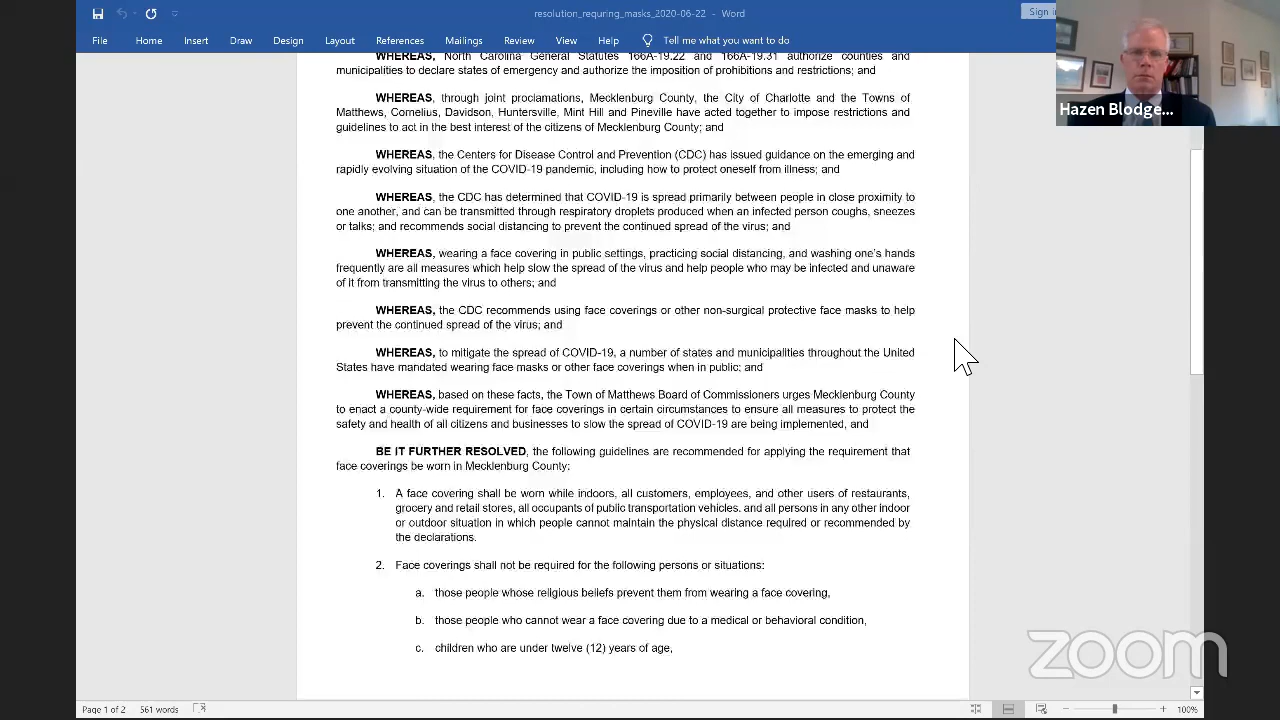 resolution_requring_masks_2020-06-22 - Word
Sign i
File Home Insert Draw Design Layout References Mailings Review View Help Tell me what you want to do
Hazen Blodge...
WHEREAS, North Carolina General Statutes 166A-19.22 and 166A-19.31 authorize counties and
municipalities to declare states of emergency and authorize the imposition of prohibitions and restrictions; and
WHEREAS, through joint proclamations, Mecklenburg County, the City of Charlotte and the Towns of
Matthews, Cornelius, Davidson, Huntersville, Mint Hill and Pineville have acted together to impose restrictions and
guidelines to act in the best interest of the citizens of Mecklenburg County; and
WHEREAS, the Centers for Disease Control and Prevention (CDC) has issued guidance on the emerging and
rapidly evolving situation of the COVID-19 pandemic, including how to protect oneself from illness; and
WHEREAS, the CDC has determined that COVID-19 is spread primarily between people in close proximity to
one another, and can be transmitted through respiratory droplets produced when an infected person coughs, sneezes
or talks; and recommends social distancing to prevent the continued spread of the virus; and
WHEREAS, wearing a face covering in public settings, practicing social distancing, and washing one's hands
frequently are all measures which help slow the spread of the virus and help people who may be infected and unaware
of it from transmitting the virus to others; and
WHEREAS, the CDC recommends using face coverings or other non-surgical protective face masks to help
prevent the continued spread of the virus; and
WHEREAS, to mitigate the spread of COVID-19, a number of states and municipalities throughout the United
States have mandated wearing face masks or other face coverings when in public; and
WHEREAS, based on these facts, the Town of Matthews Board of Commissioners urges Mecklenburg County
to enact a county-wide requirement for face coverings in certain circumstances to ensure all measures to protect the
safety and health of all citizens and businesses to slow the spread of COVID-19 are being implemented, and
BE IT FURTHER RESOLVED, the following guidelines are recommended for applying the requirement that
face coverings be worn in Mecklenburg County:
1. A face covering shall be worn while indoors, all customers, employees, and other users of restaurants,
grocery and retail stores, all occupants of public transportation vehicles. and all persons in any other indoor
or outdoor situation in which people cannot maintain the physical distance required or recommended by
the declarations.
2. Face coverings shall not be required for the following persons or situations:
a. those people whose religious beliefs prevent them from wearing a face covering,
b. those people who cannot wear a face covering due to a medical or behavioral condition,
c. children who are under twelve (12) years of age,
zoom
Page 1 of 2 561 words 100%